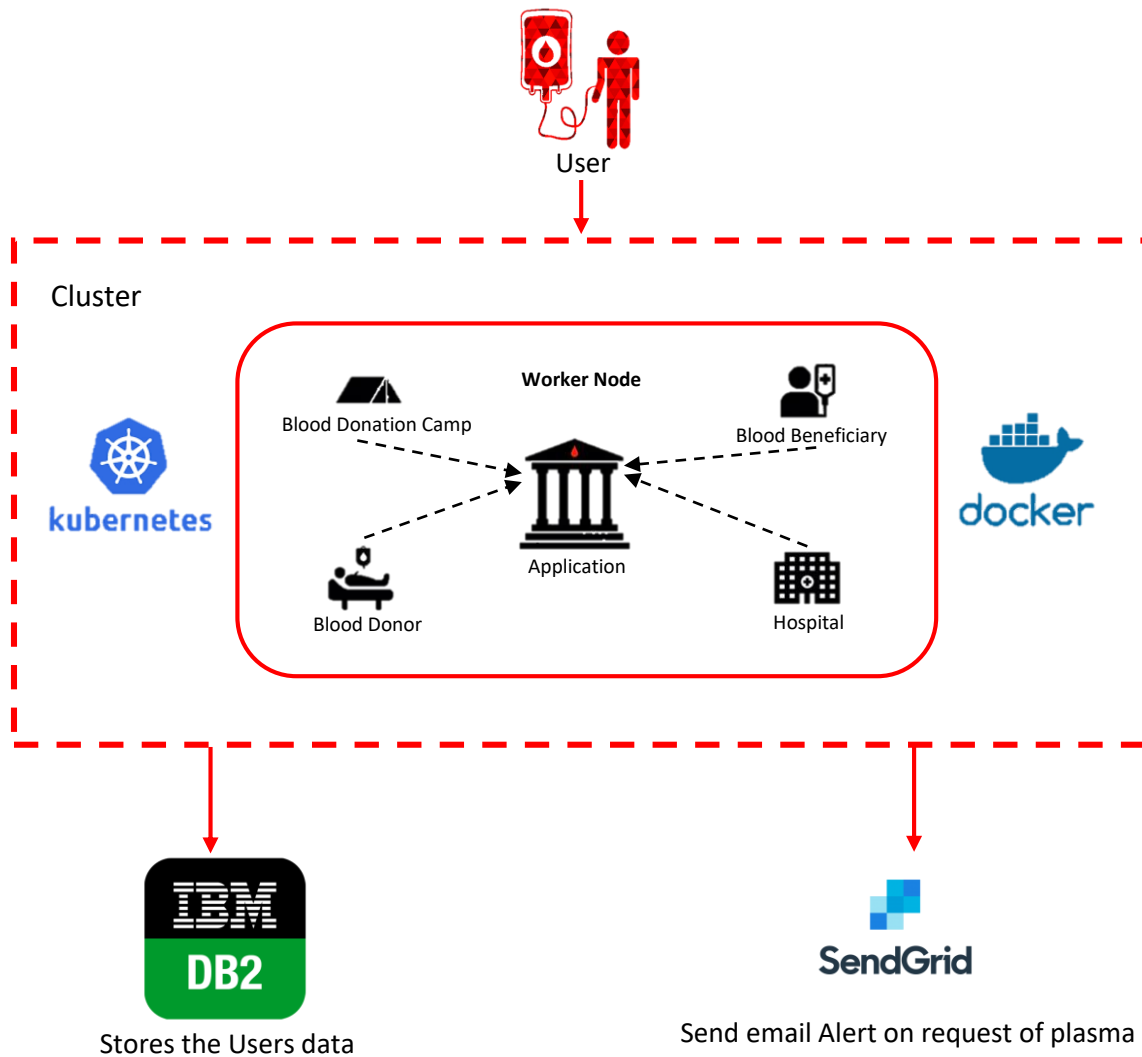 User
Cluster
Worker Node
Blood Donation Camp
Blood Beneficiary
kubernetes
docker
Application
Blood Donor
Hospital
IBM
DB2
SendGrid
Stores the Users data
Send email Alert on request of plasma